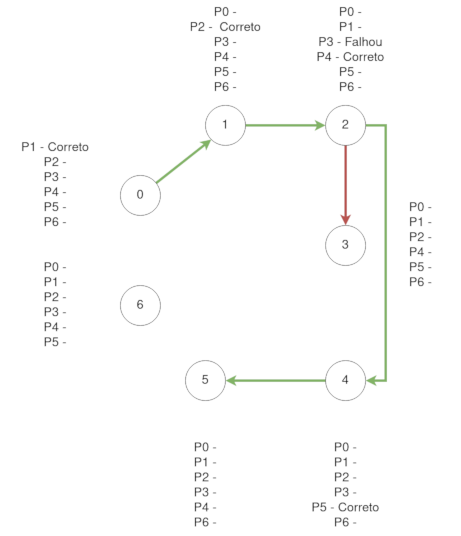 P0 -
P2 - Correto
P3 -
P4 -
P5 -
P6 -
P0 -
P1 -
P3 - Falhou
P4 - Correto
P5 -
P6 -
1
2
P1 - Correto
P2 -
P3 -
P4 -
P5 -
P6 -
0
3
P0 -
P1 -
P2 -
P4 -
P5 -
P6 -
P0 -
P1 -
P2 -
P3 -
P4 -
P5 -
6
5
4
P0 -
P1 -
P2 -
P3 -
P4 -
P6 -
P0 -
P1 -
P2 -
P3 -
P5 - Correto
P6 -